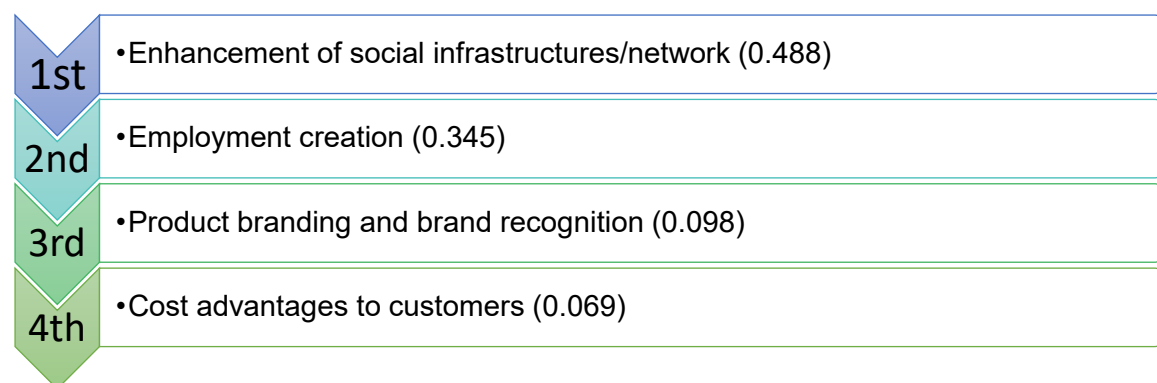 1st
•Enhancement of social infrastructures/network (0.488)
2nd
•Employment creation (0.345)
3rd
•Product branding and brand recognition (0.098)
4th
•Cost advantages to customers (0.069)